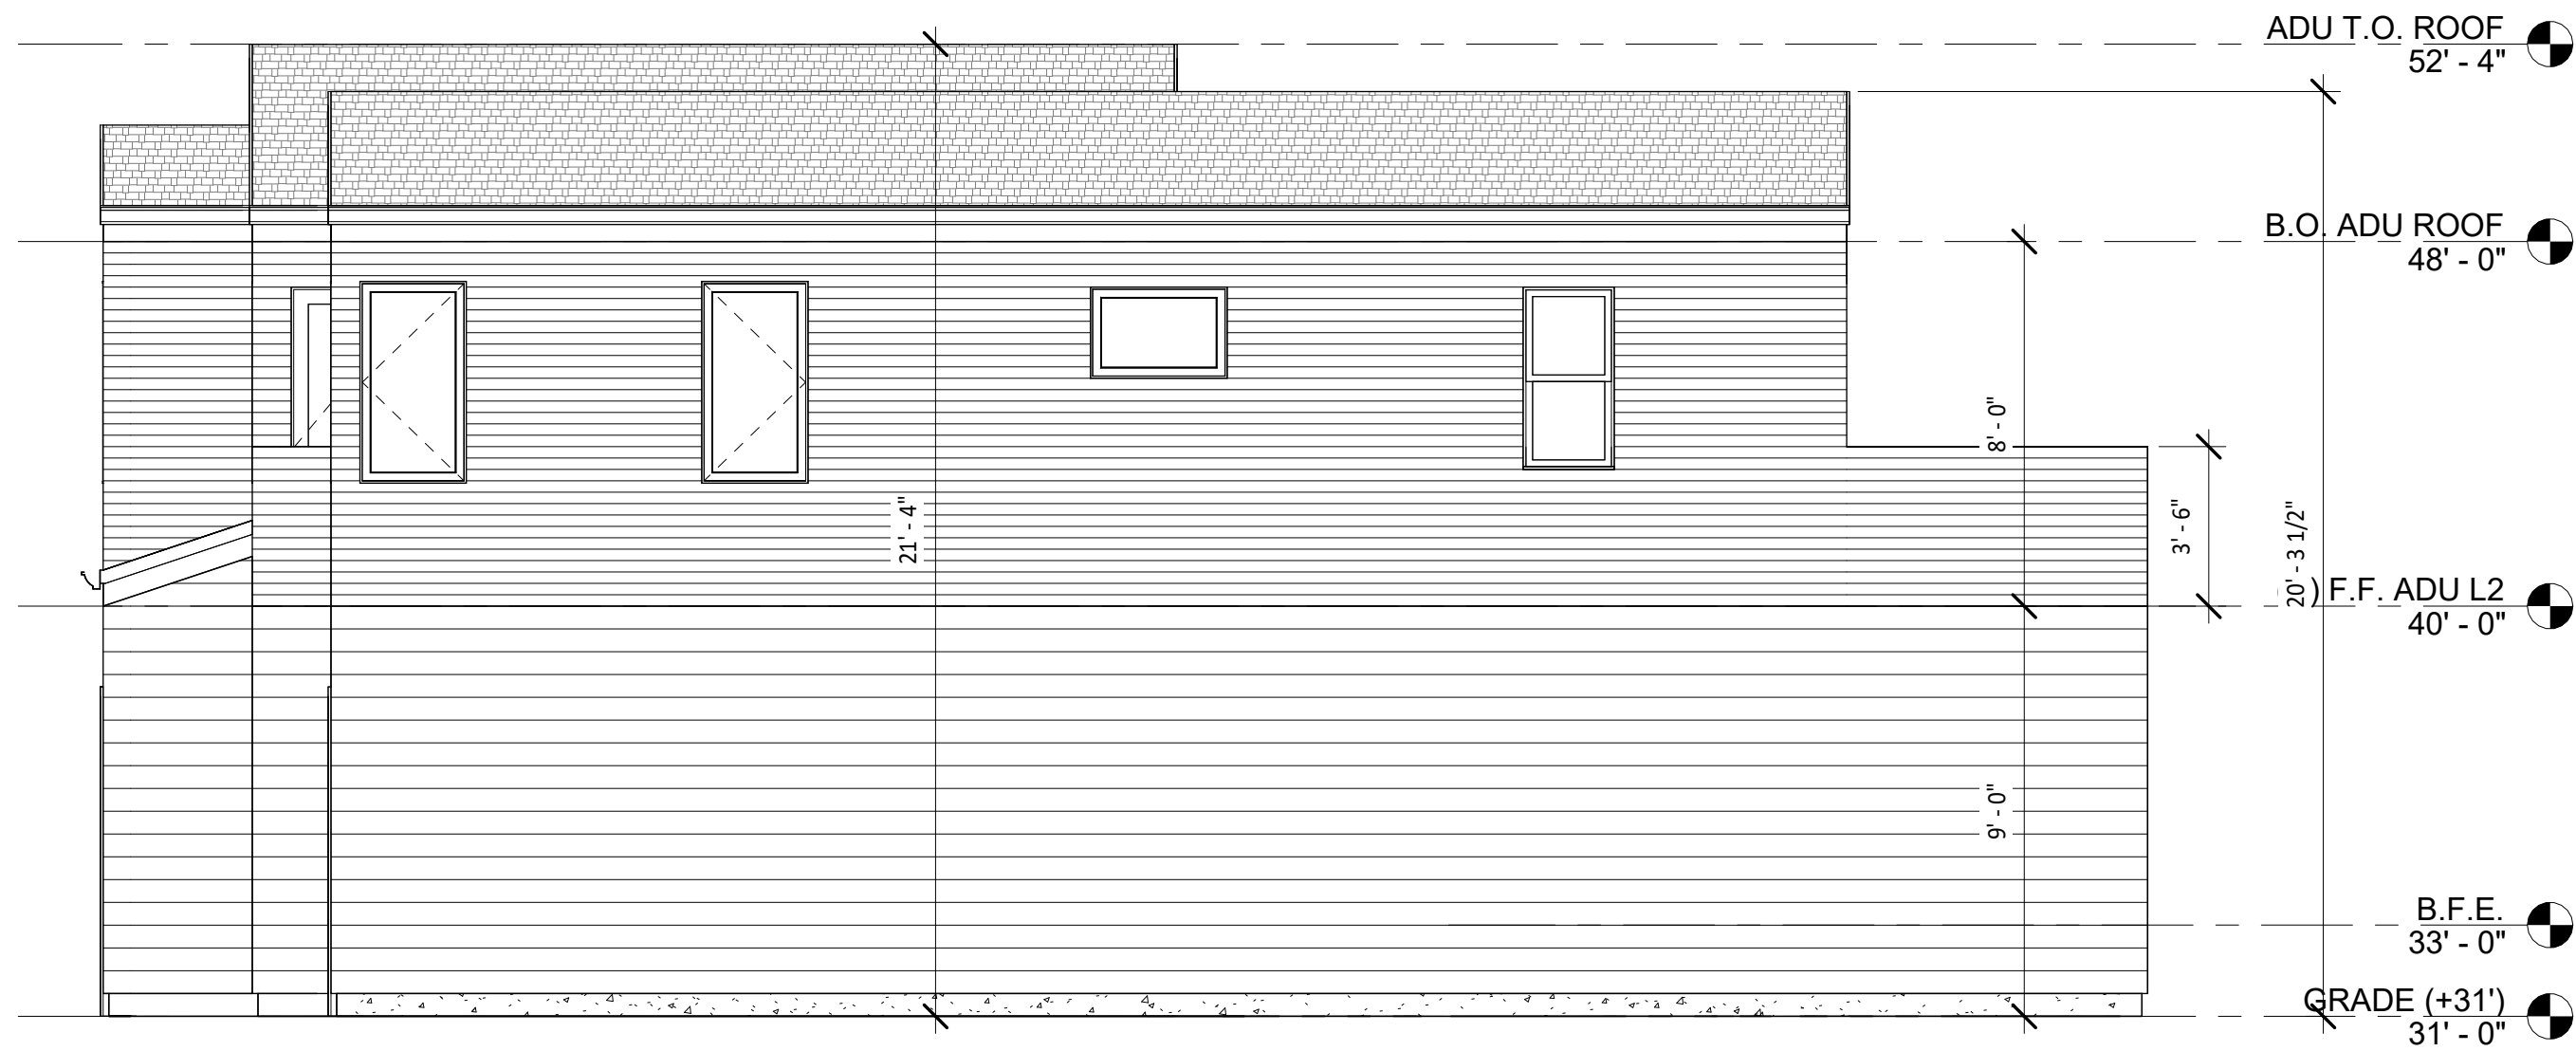 ADU T.O. ROOF
52' - 4"
B.O. ADU ROOF
48' - 0"
8' - 0"
21' - 4"
3' - 6"
20' - 3 1/2"
) F.F. ADU L2
40' - 0"
9' - 0"
B.F.E.
33' - 0"
GRADE (+31')
31' - 0"